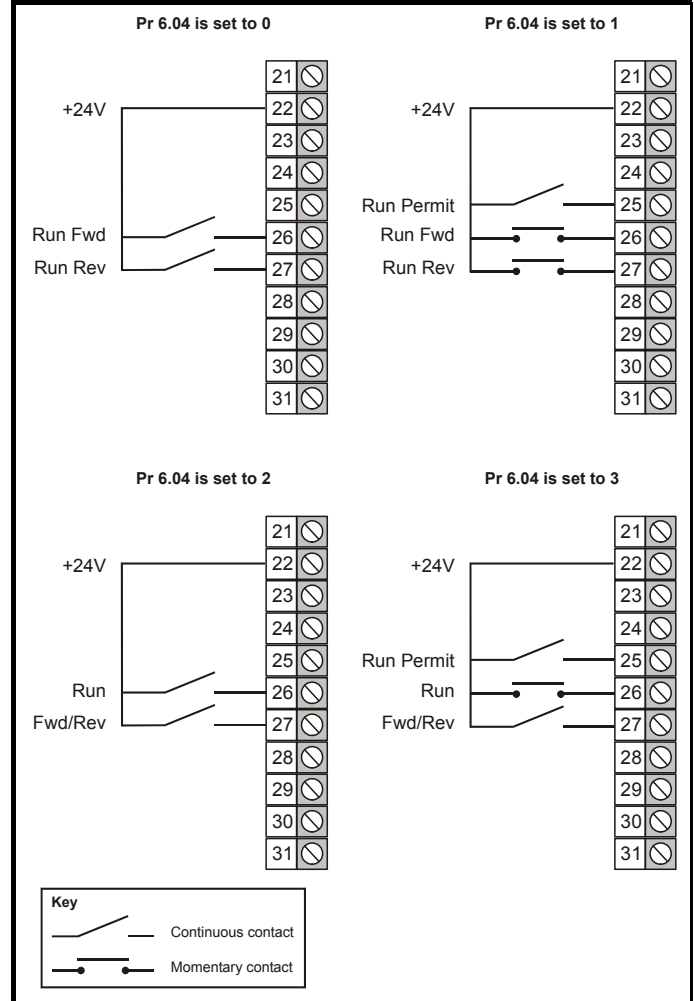 Pr 6.04 is set to 0
21
+24V 22
23
24
25
Run Fwd 26
Run Rev 27
28
29
30
31
Pr 6.04 is set to 1
21
+24V 22
23
24
Run Permit 25
Run Fwd 26
Run Rev 27
28
29
30
31
Pr 6.04 is set to 2
21
+24V 22
23
24
25
Run 26
Fwd/Rev 27
28
29
30
31
Pr 6.04 is set to 3
21
+24V 22
23
24
Run Permit 25
Run 26
Fwd/Rev 27
28
29
30
31
Key
Continuous contact
Momentary contact